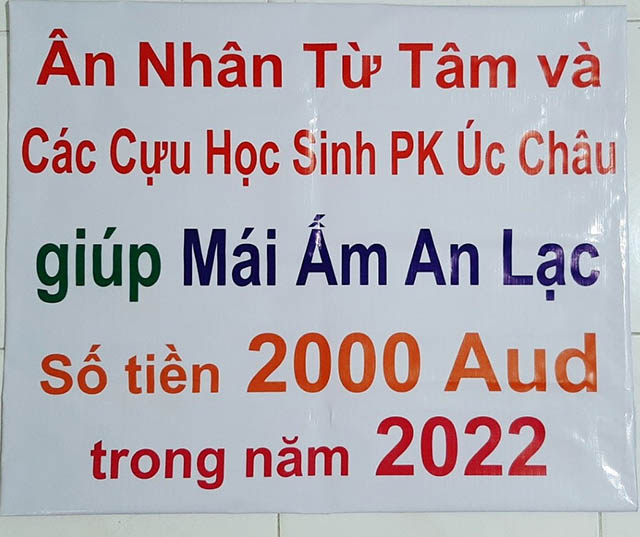 Ân Nhân Từ Tâm và
Các Cựu Học Sinh PK Úc Châu
giúp Mái Ấm An Lạc
Số tiền 2000 Aud
trong năm 2022